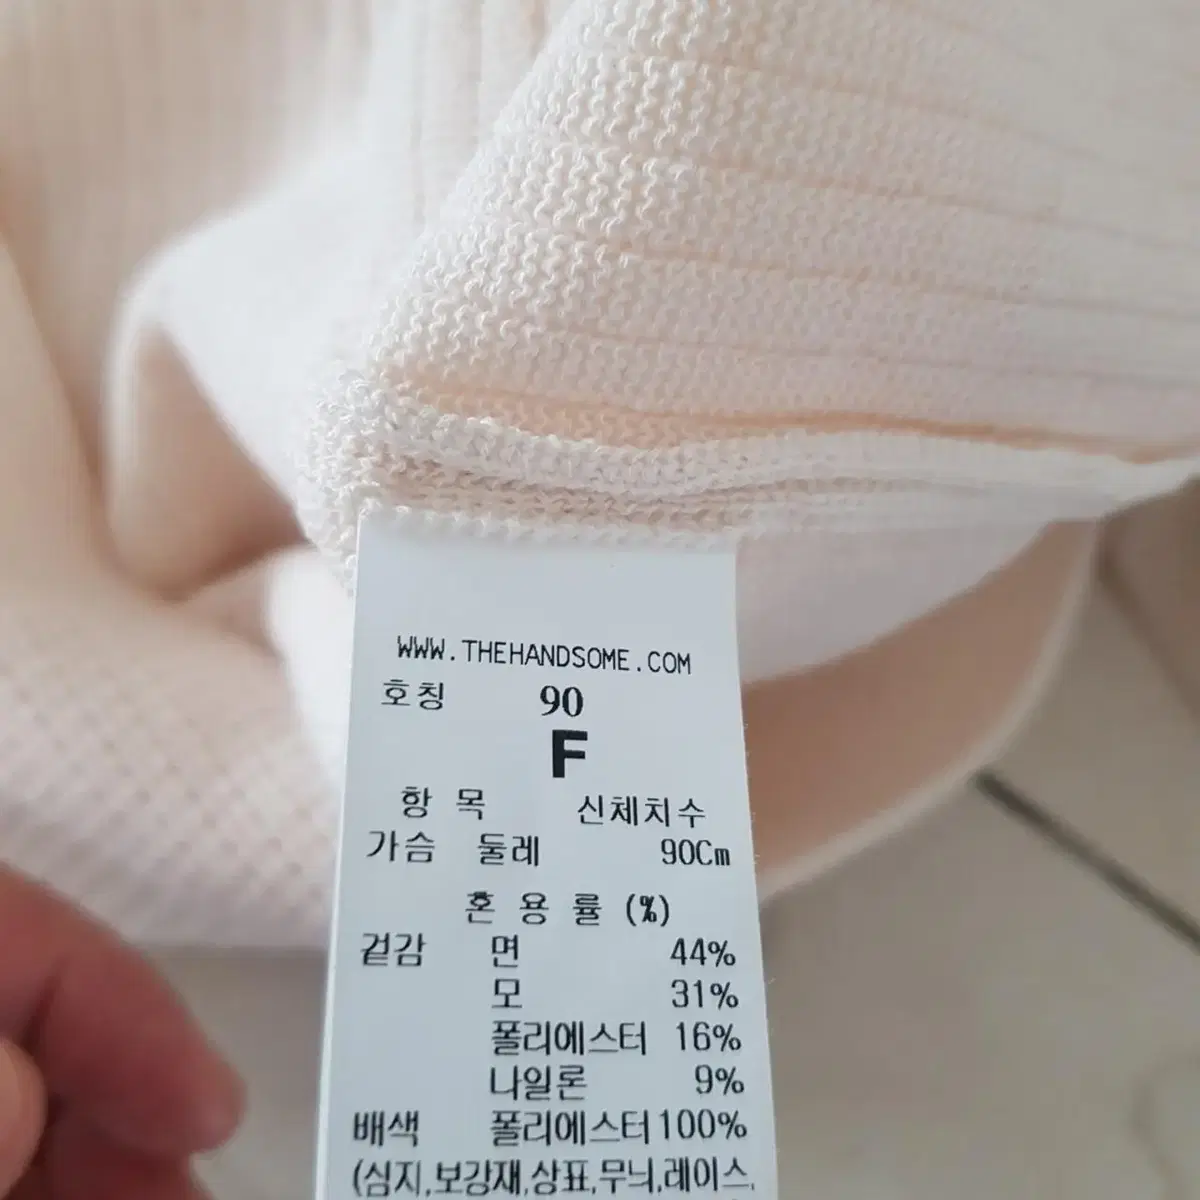 WWW.THEHANDSOME.COM
호칭 90
F
항 목 신체치수
가슴 둘레 90Cm
혼 용 률 (%)
겉감 면 44%
모 31%
폴리에스터 16%
나일론 9%
배색 폴리에스터 100%
(심지,보강재,상표,무늬,레이스,